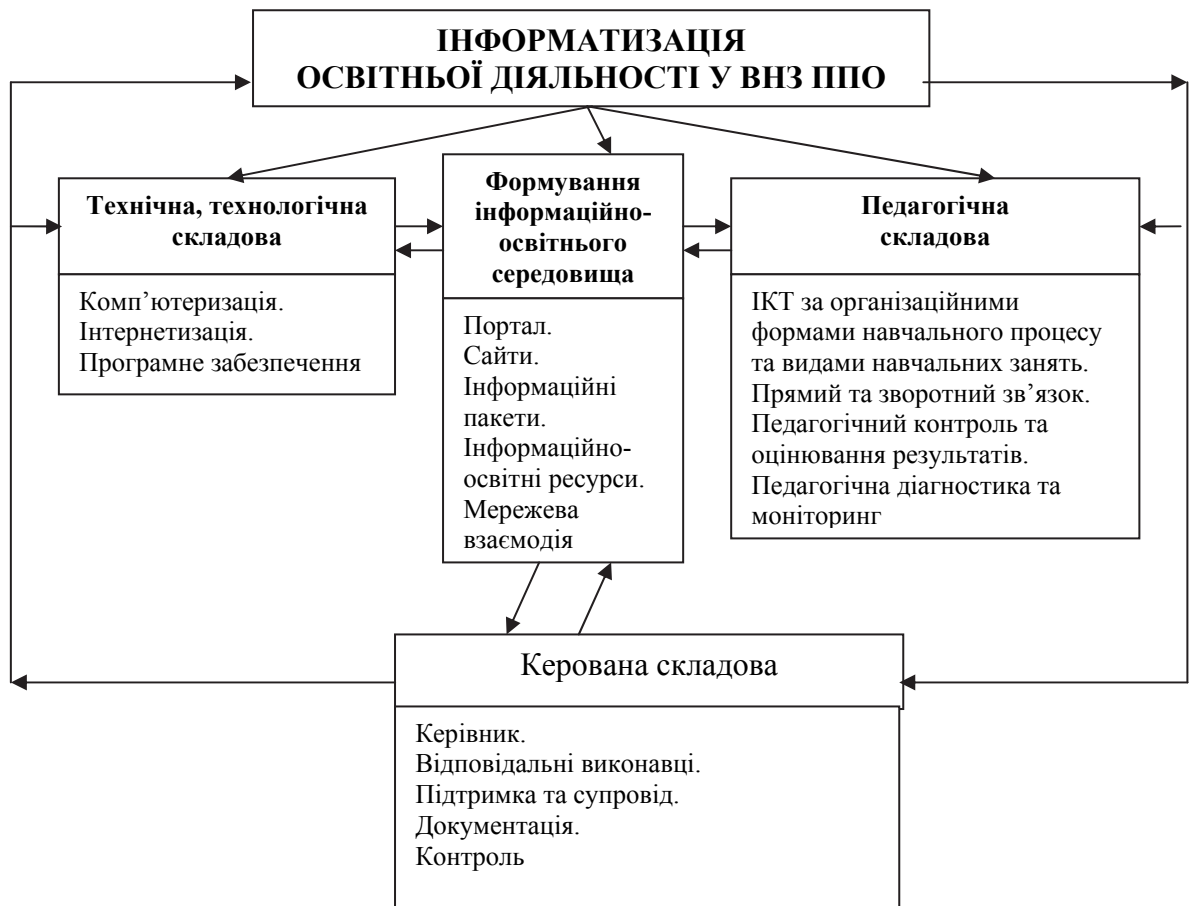 ІНФОРМАТИЗАЦІЯ
ОСВІТНЬОЇ ДІЯЛЬНОСТІ У ВНЗ ППО
Технічна, технологічна
складова
Комп’ютеризація.
Інтернетизація.
Програмне забезпечення
Формування
інформаційно-
освітнього
середовища
Портал.
Сайти.
Інформаційні
пакети.
Інформаційно-
освітні ресурси.
Мережева
взаємодія
Педагогічна
складова
ІКТ за організаційними
формами навчального процесу
та видами навчальних занять.
Прямий та зворотний зв’язок.
Педагогічний контроль та
оцінювання результатів.
Педагогічна діагностика та
моніторинг
Керована складова
Керівник.
Відповідальні виконавці.
Підтримка та супровід.
Документація.
Контроль